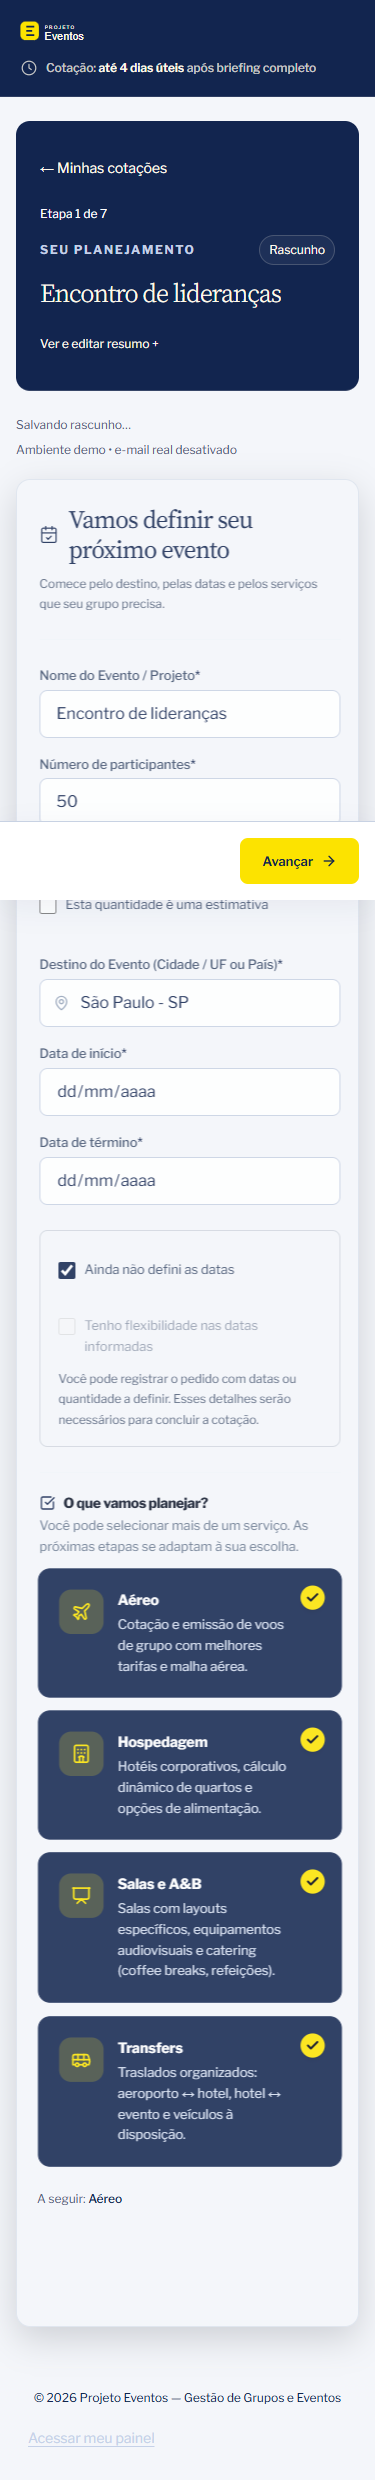 PROJETO
Eventos
Cotação: até 4 dias úteis após briefing completo
← Minhas cotações
Etapa 1 de 7
SEU PLANEJAMENTO
Rascunho
Encontro de lideranças
Ver e editar resumo +
Salvando rascunho...
Ambiente demo • e-mail real desativado
Vamos definir seu
próximo evento
Comece pelo destino, pelas datas e pelos serviços
que seu grupo precisa.
Nome do Evento / Projeto*
Encontro de lideranças
Número de participantes*
50
Avançar →
Esta quantidade é uma estimativa
Destino do Evento (Cidade / UF ou País)*
São Paulo - SP
Data de início*
dd/mm/aaaa
Data de término*
dd/mm/aaaa
Ainda não defini as datas
Tenho flexibilidade nas datas
informadas
Você pode registrar o pedido com datas ou
quantidade a definir. Esses detalhes serão
necessários para concluir a cotação.
O que vamos planejar?
Você pode selecionar mais de um serviço. As
próximas etapas se adaptam à sua escolha.
Aéreo
Cotação e emissão de voos
de grupo com melhores
tarifas e malha aérea.
Hospedagem
Hotéis corporativos, cálculo
dinâmico de quartos e
opções de alimentação.
Salas e A&B
Salas com layouts
específicos, equipamentos
audiovisuais e catering
(coffee breaks, refeições).
Transfers
Traslados organizados:
aeroporto ↔ hotel, hotel ↔
evento e veículos à
disposição.
A seguir: Aéreo
© 2026 Projeto Eventos — Gestão de Grupos e Eventos
Acessar meu painel